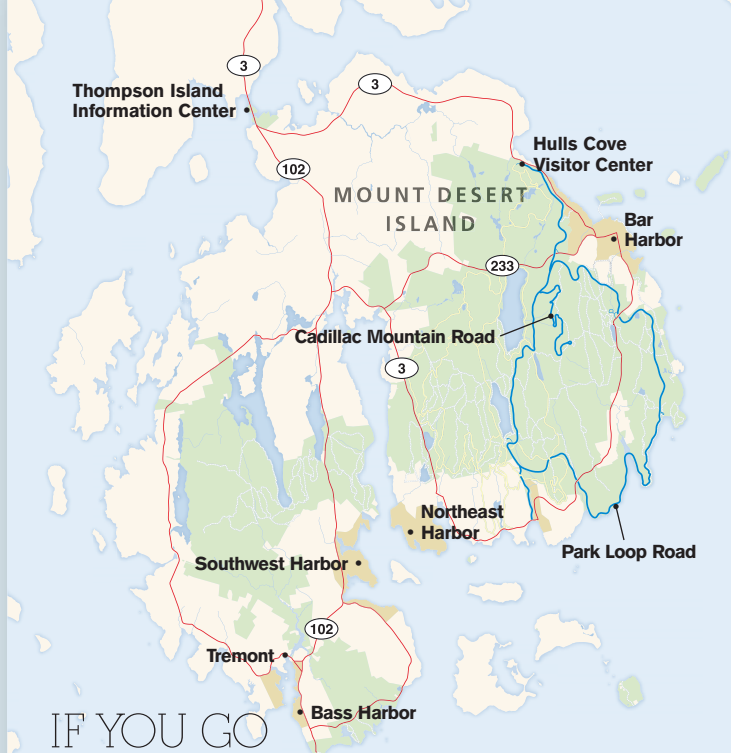 3
3
Thompson Island
Information Center
Hulls Cove
Visitor Center
102
MOUNT DESERT
ISLAND
Bar
Harbor
233
Cadillac Mountain Road
3
Northeast
Harbor
Park Loop Road
Southwest Harbor
102
Tremont
Bass Harbor
IF YOU GO